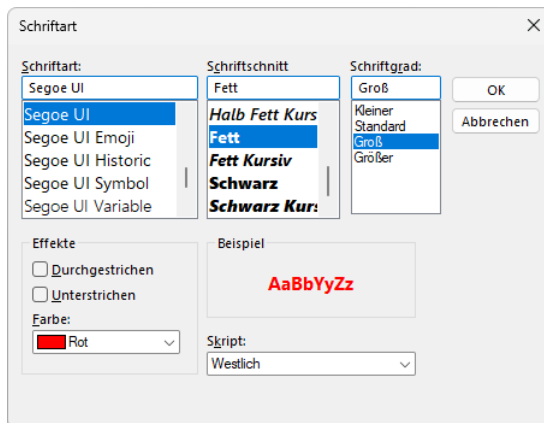 Schriftart
Schriftart:
Segoe UI
Segoe UI
Segoe UI Emoji
Segoe UI Historic
Segoe UI Symbol
Segoe UI Variable
Schriftschnitt
Fett
Halb Fett Kurs
Fett
Fett Kursiv
Schwarz
Schwarz Kurs
Schriftgrad:
Groß
Kleiner
Standard
Groß
Größer
OK
Abbrechen
Effekte
Durchgestrichen
Unterstrichen
Farbe:
Rot
Beispiel
AaBbYyZz
Skript:
Westlich